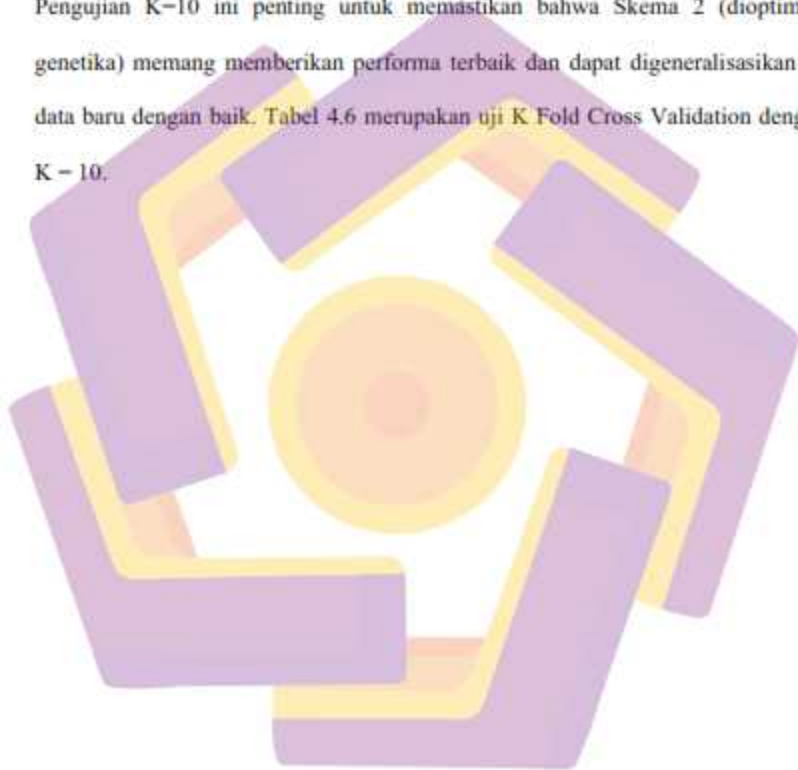 Pengujian K–10 ini penting untuk memastikan bahwa Skema 2 (dioptim
genetika) memang memberikan performa terbaik dan dapat digeneralisasikan
data baru dengan baik. Tabel 4.6 merupakan uji K Fold Cross Validation deng
K – 10.